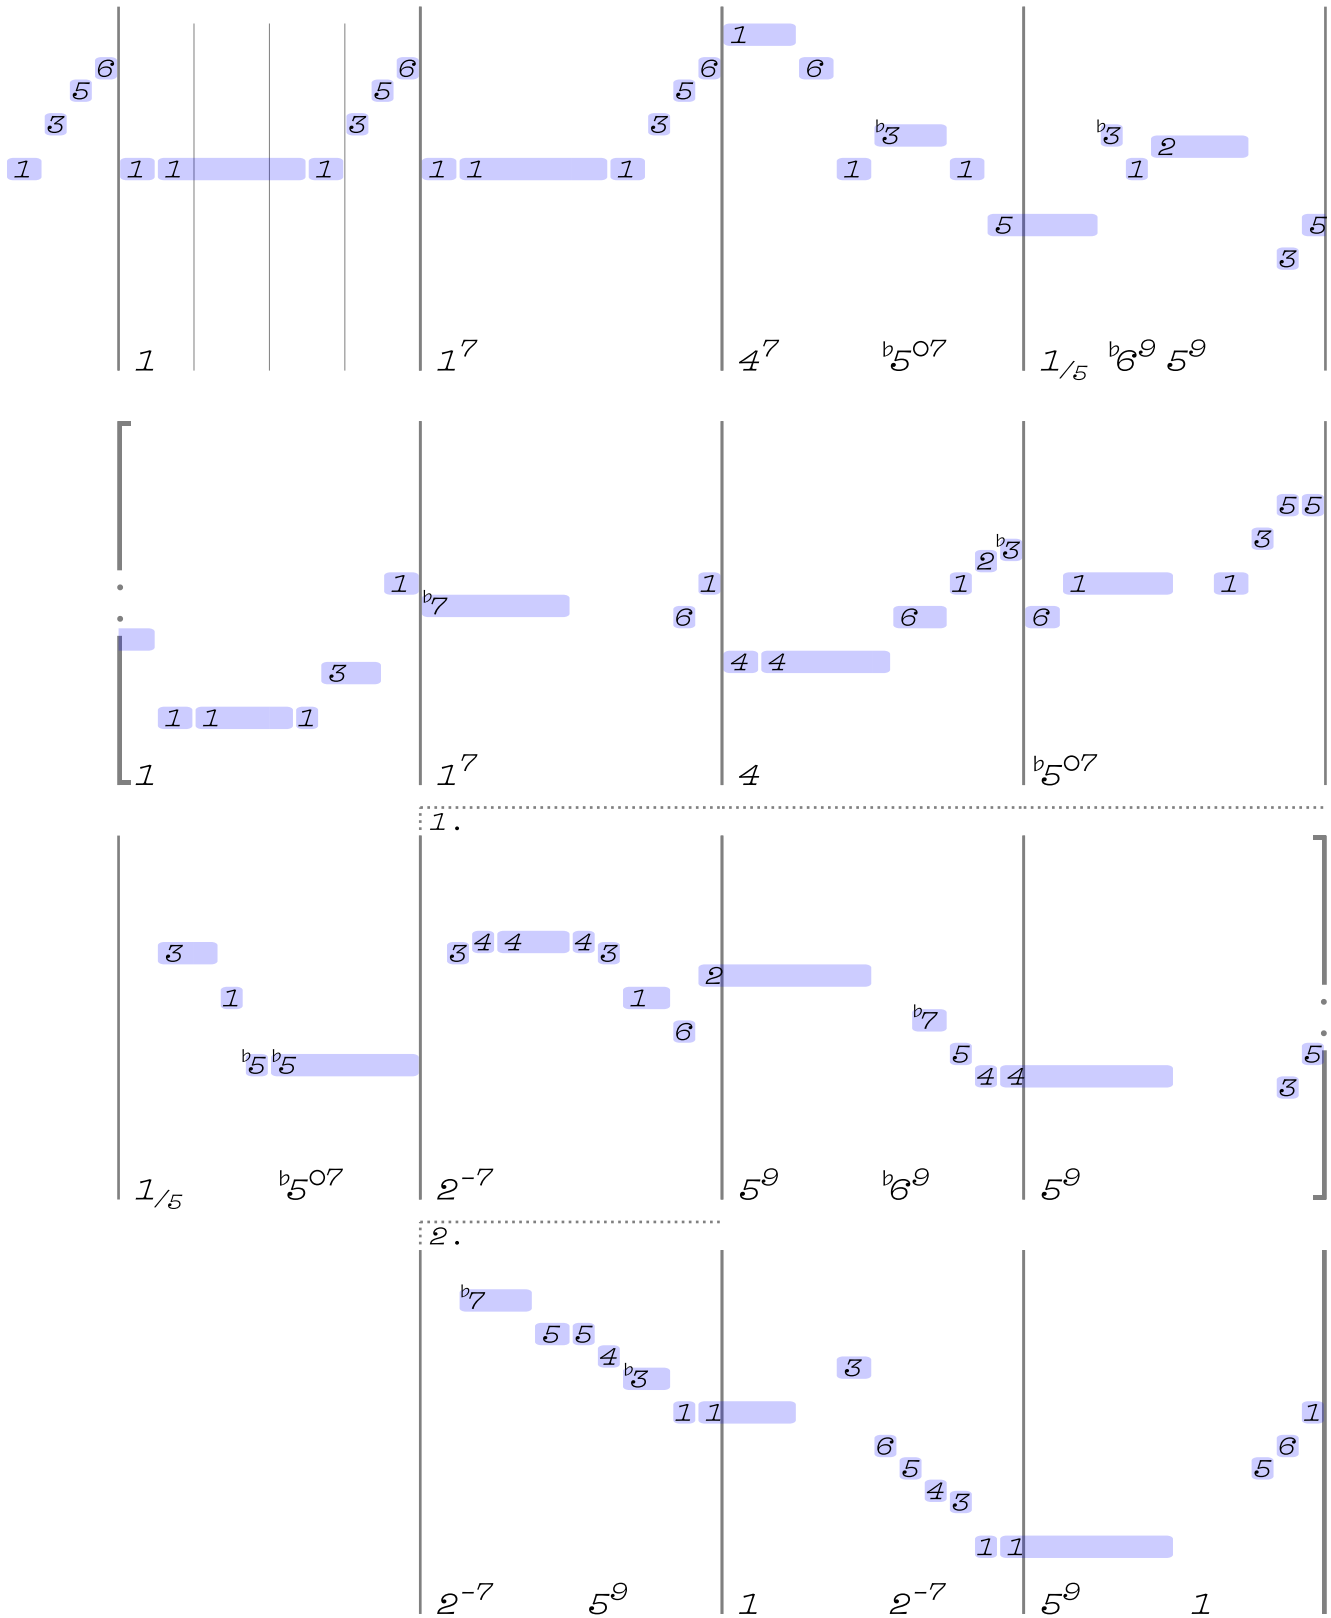 1 3 5 6 1 1 1 3 5 6 1 1 1 3 5 6 1 6 1 ♭3 1 5 ♭3 1 2 3 5
1 1⁷ 4⁷ ♭5ᴼ⁷ 1/5 ♭6⁹ 5⁹
1 1 1 3 1 ♭7 6 1 4 4 6 1 2 ♭3 6 1 1 3 5 5
1 1⁷ 4 ♭5ᴼ⁷
1.
3 1 ♭5 ♭5 3 4 4 4 3 1 6 2 ♭7 5 4 4 3 5
1/5 ♭5ᴼ⁷ 2⁻⁷ 5⁹ ♭6⁹ 5⁹
2.
♭7 5 5 4 ♭3 1 1 3 6 5 4 3 1 1 5 6 1
2⁻⁷ 5⁹ 1 2⁻⁷ 5⁹ 1